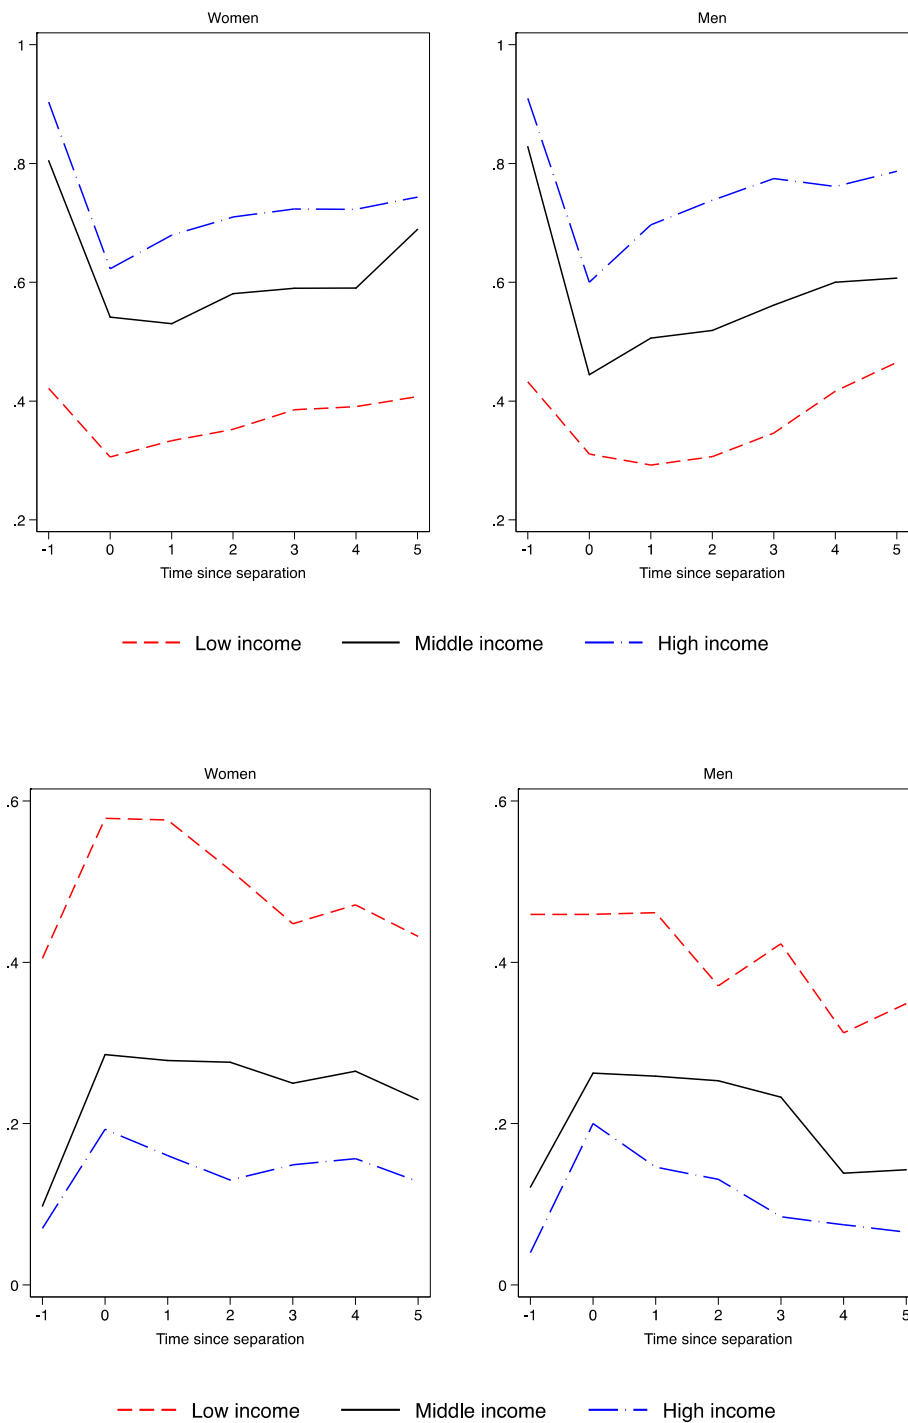 Women Men
1 1
.8 .8
.6 .6
.4 .4
.2 .2
-1 0 1 2 3 4 5 -1 0 1 2 3 4 5
Time since separation Time since separation
Low income Middle income High income
Women Men
.6 .6
.4 .4
.2 .2
0 0
-1 0 1 2 3 4 5 -1 0 1 2 3 4 5
Time since separation Time since separation
Low income Middle income High income